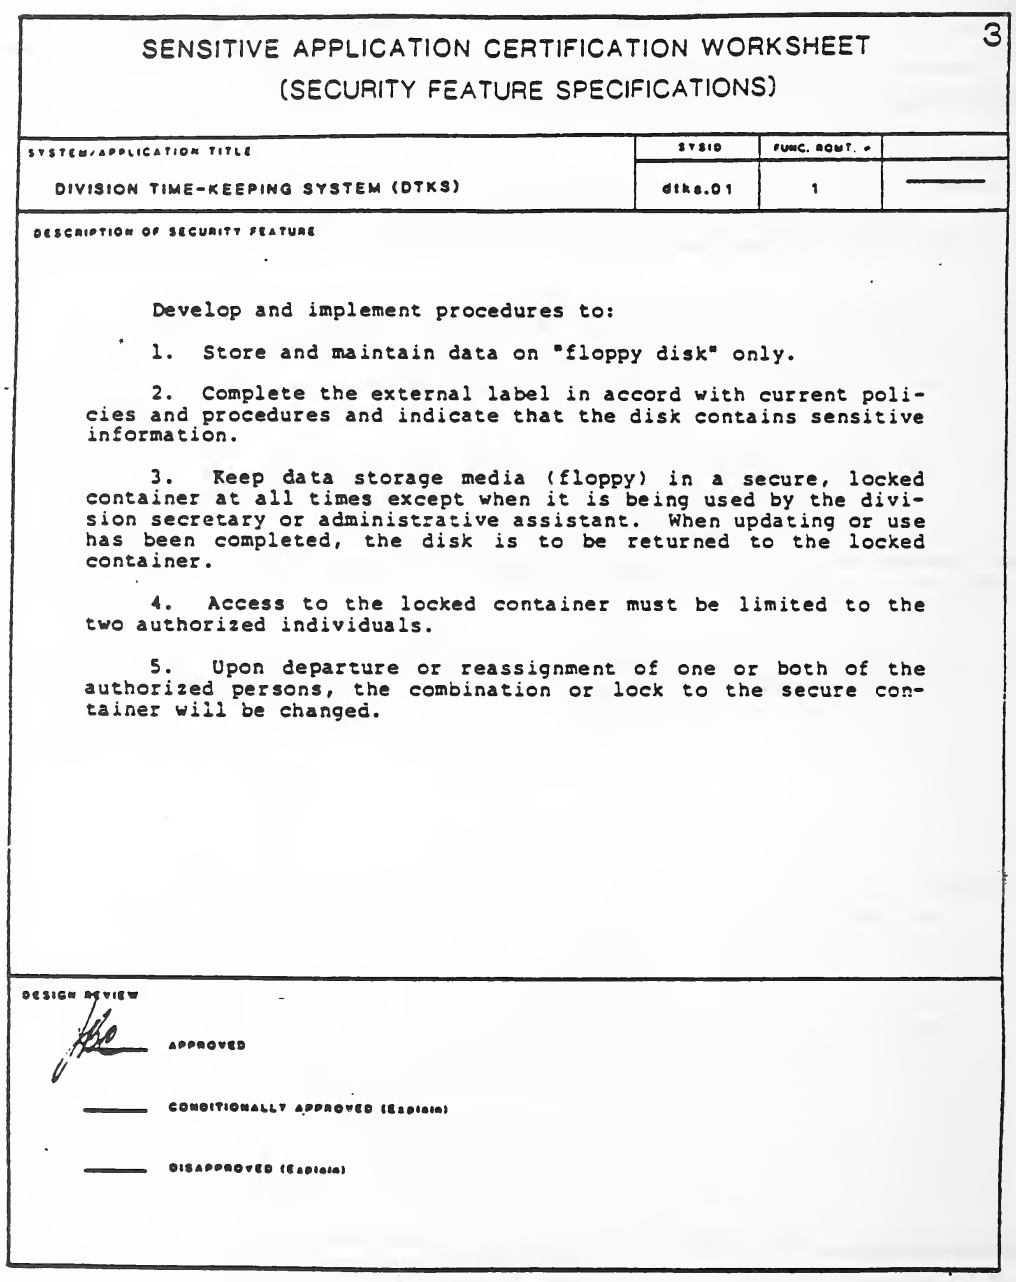 3
SENSITIVE APPLICATION CERTIFICATION WORKSHEET
(SECURITY FEATURE SPECIFICATIONS)
SYSTEM/APPLICATION TITLE
SYSID
FUNC. RQMT. #
DIVISION TIME-KEEPING SYSTEM (DTKS)
dtks.01
1
DESCRIPTION OF SECURITY FEATURE
Develop and implement procedures to:
1. Store and maintain data on "floppy disk" only.
2. Complete the external label in accord with current poli-
cies and procedures and indicate that the disk contains sensitive
information.
3. Keep data storage media (floppy) in a secure, locked
container at all times except when it is being used by the divi-
sion secretary or administrative assistant. When updating or use
has been completed, the disk is to be returned to the locked
container.
4. Access to the locked container must be limited to the
two authorized individuals.
5. Upon departure or reassignment of one or both of the
authorized persons, the combination or lock to the secure con-
tainer will be changed.
DESIGN REVIEW
APPROVED
CONDITIONALLY APPROVED (Explain)
DISAPPROVED (Explain)